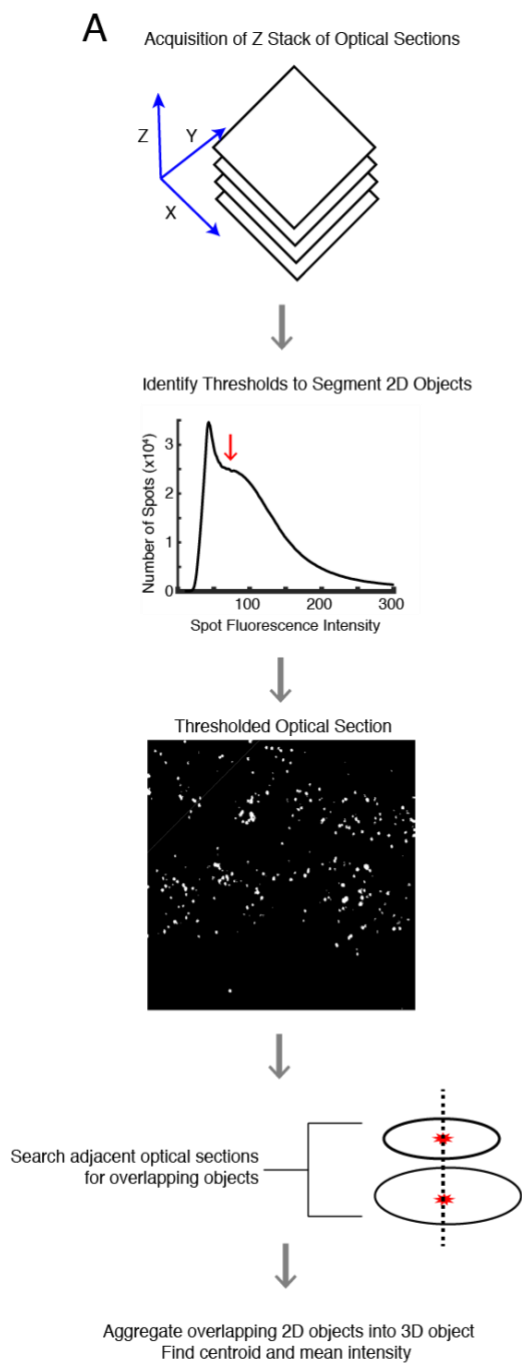 A
Acquisition of Z Stack of Optical Sections
Z
Y
X
Identify Thresholds to Segment 2D Objects
Number of Spots (x10⁴)
3
2
1
0
100
200
300
Spot Fluorescence Intensity
Thresholded Optical Section
Search adjacent optical sections
for overlapping objects
Aggregate overlapping 2D objects into 3D object
Find centroid and mean intensity